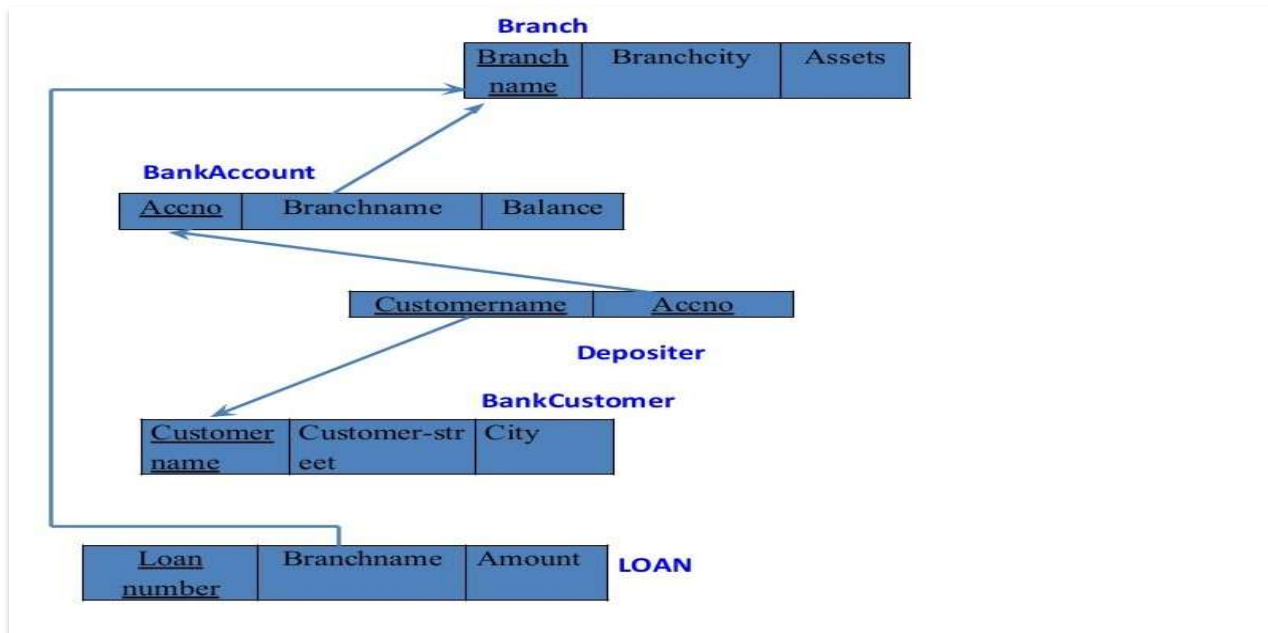 Branch
Branch Branchcity Assets
name
BankAccount
Accno Branchname Balance
Customername Accno
Depositer
BankCustomer
Customer Customer-str City
name eet
Loan Branchname Amount LOAN
number